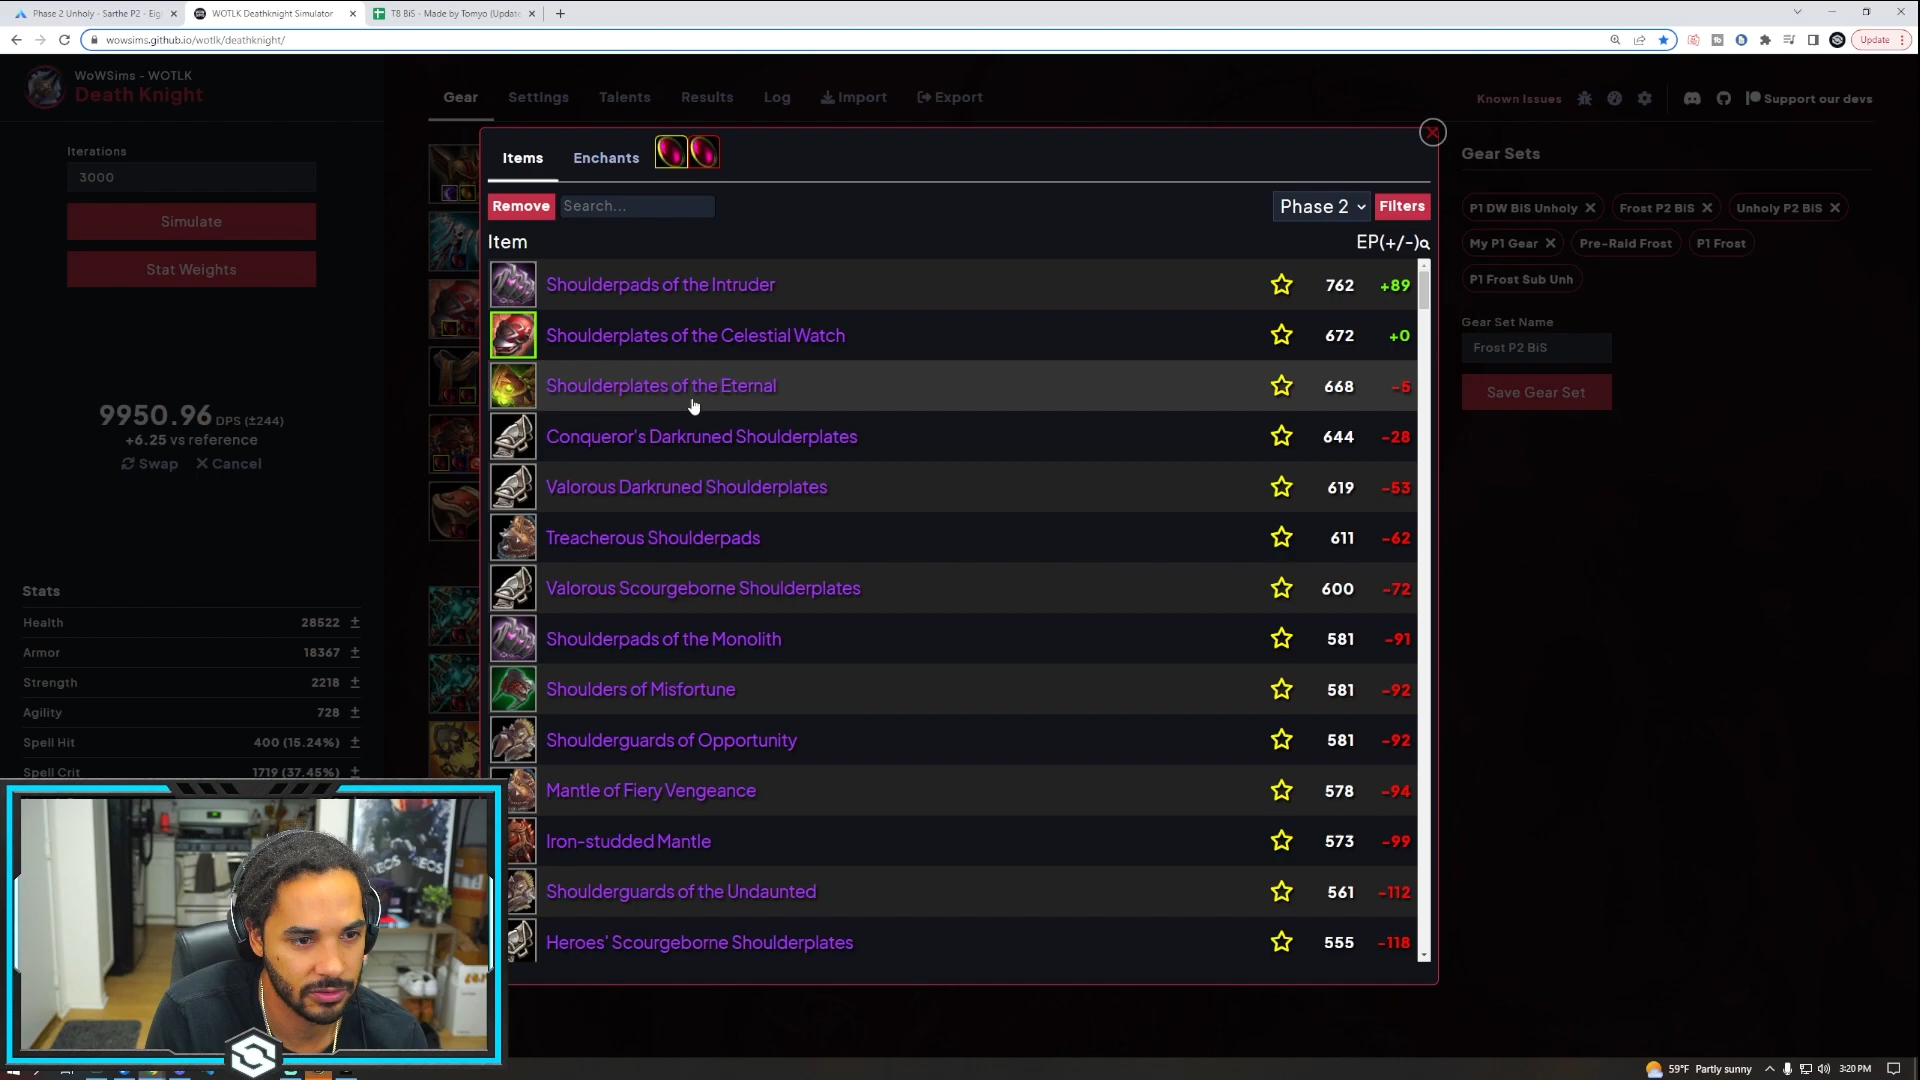 Phase 2 Unholy - Sarthe P2 - Eig
WOTLK Deathknight Simulator
T8 BiS - Made by Tomyo (Update
wowsims.github.io/wotlk/deathknight/
Update
WoWSims - WOTLK
Death Knight
Gear
Settings
Talents
Results
Log
Import
Export
Known Issues
Support our devs
Iterations
3000
Simulate
Stat Weights
9950.96 DPS (±244)
+6.25 vs reference
Swap
Cancel
Stats
Health 28522
Armor 18367
Strength 2218
Agility 728
Spell Hit 400 (15.24%)
Spell Crit 1719 (37.45%)
Items
Enchants
Remove
Search...
Phase 2
Filters
Item EP(+/-)
Shoulderpads of the Intruder 762 +89
Shoulderplates of the Celestial Watch 672 +0
Shoulderplates of the Eternal 668 -5
Conqueror's Darkruned Shoulderplates 644 -28
Valorous Darkruned Shoulderplates 619 -53
Treacherous Shoulderpads 611 -62
Valorous Scourgeborne Shoulderplates 600 -72
Shoulderpads of the Monolith 581 -91
Shoulders of Misfortune 581 -92
Shoulderguards of Opportunity 581 -92
Mantle of Fiery Vengeance 578 -94
Iron-studded Mantle 573 -99
Shoulderguards of the Undaunted 561 -112
Heroes' Scourgeborne Shoulderplates 555 -118
Gear Sets
P1 DW BiS Unholy
Frost P2 BiS
Unholy P2 BiS
My P1 Gear
Pre-Raid Frost
P1 Frost
P1 Frost Sub Unh
Gear Set Name
Frost P2 BiS
Save Gear Set
59°F Partly sunny
3:20 PM